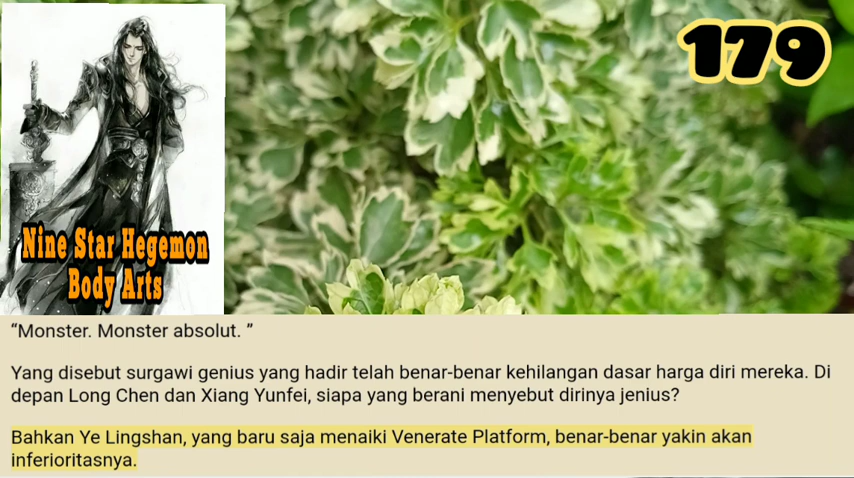 179
Nine Star Hegemon
Body Arts
“Monster. Monster absolut. ”
Yang disebut surgawi genius yang hadir telah benar-benar kehilangan dasar harga diri mereka. Di
depan Long Chen dan Xiang Yunfei, siapa yang berani menyebut dirinya jenius?
Bahkan Ye Lingshan, yang baru saja menaiki Venerate Platform, benar-benar yakin akan
inferioritasnya.